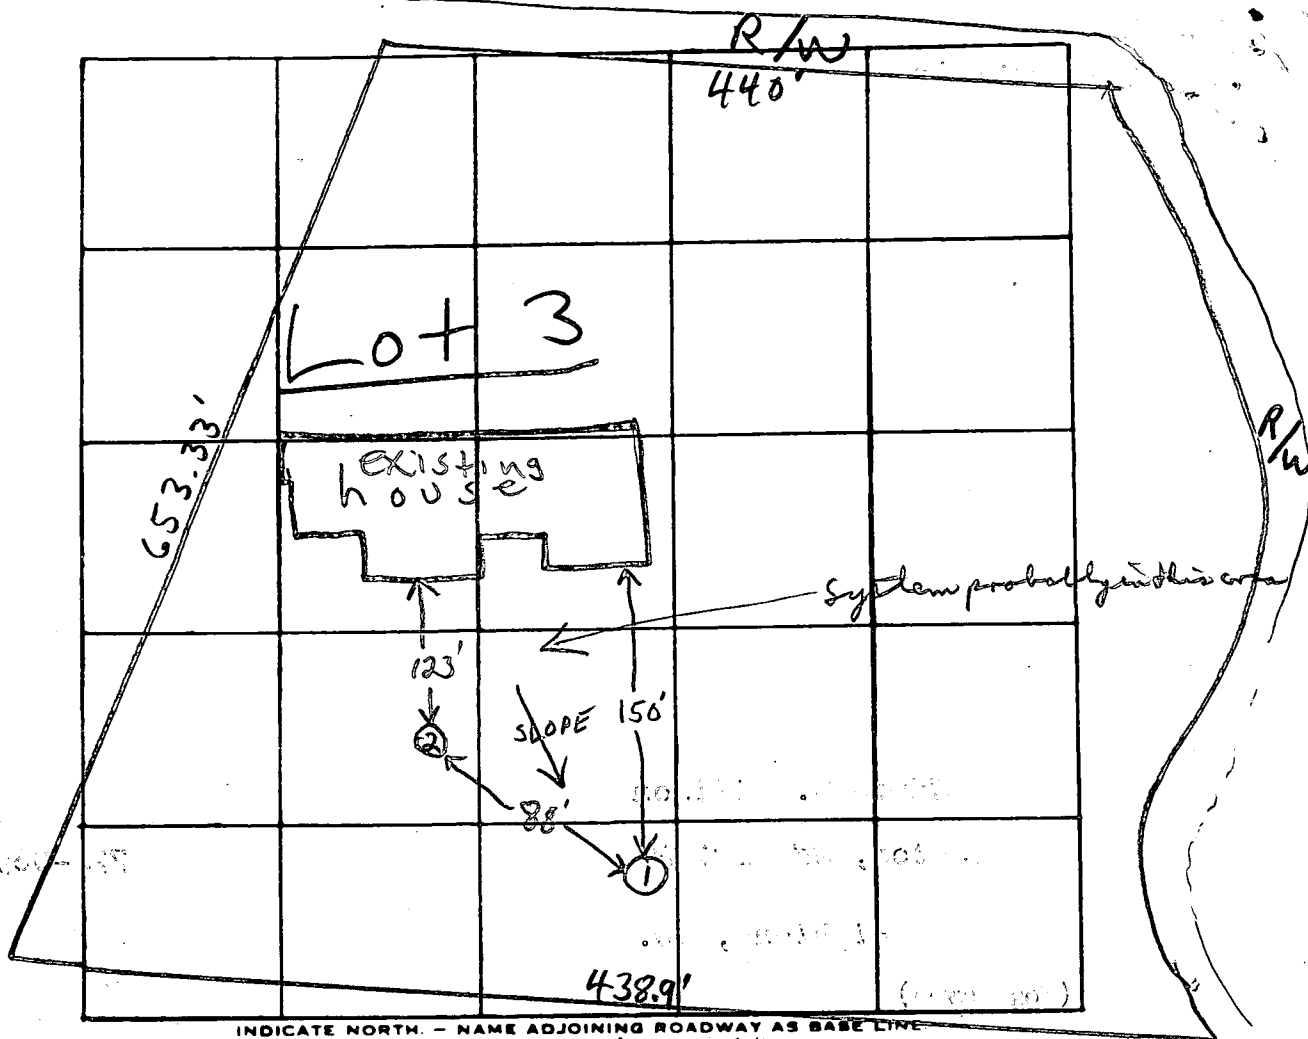 R/W
440'
Lot 3
653.33'
existing
house
R/W
System probably in this area
123'
SLOPE
150'
2
88'
1
438.9'
INDICATE NORTH. – NAME ADJOINING ROADWAY AS BASE LINE.